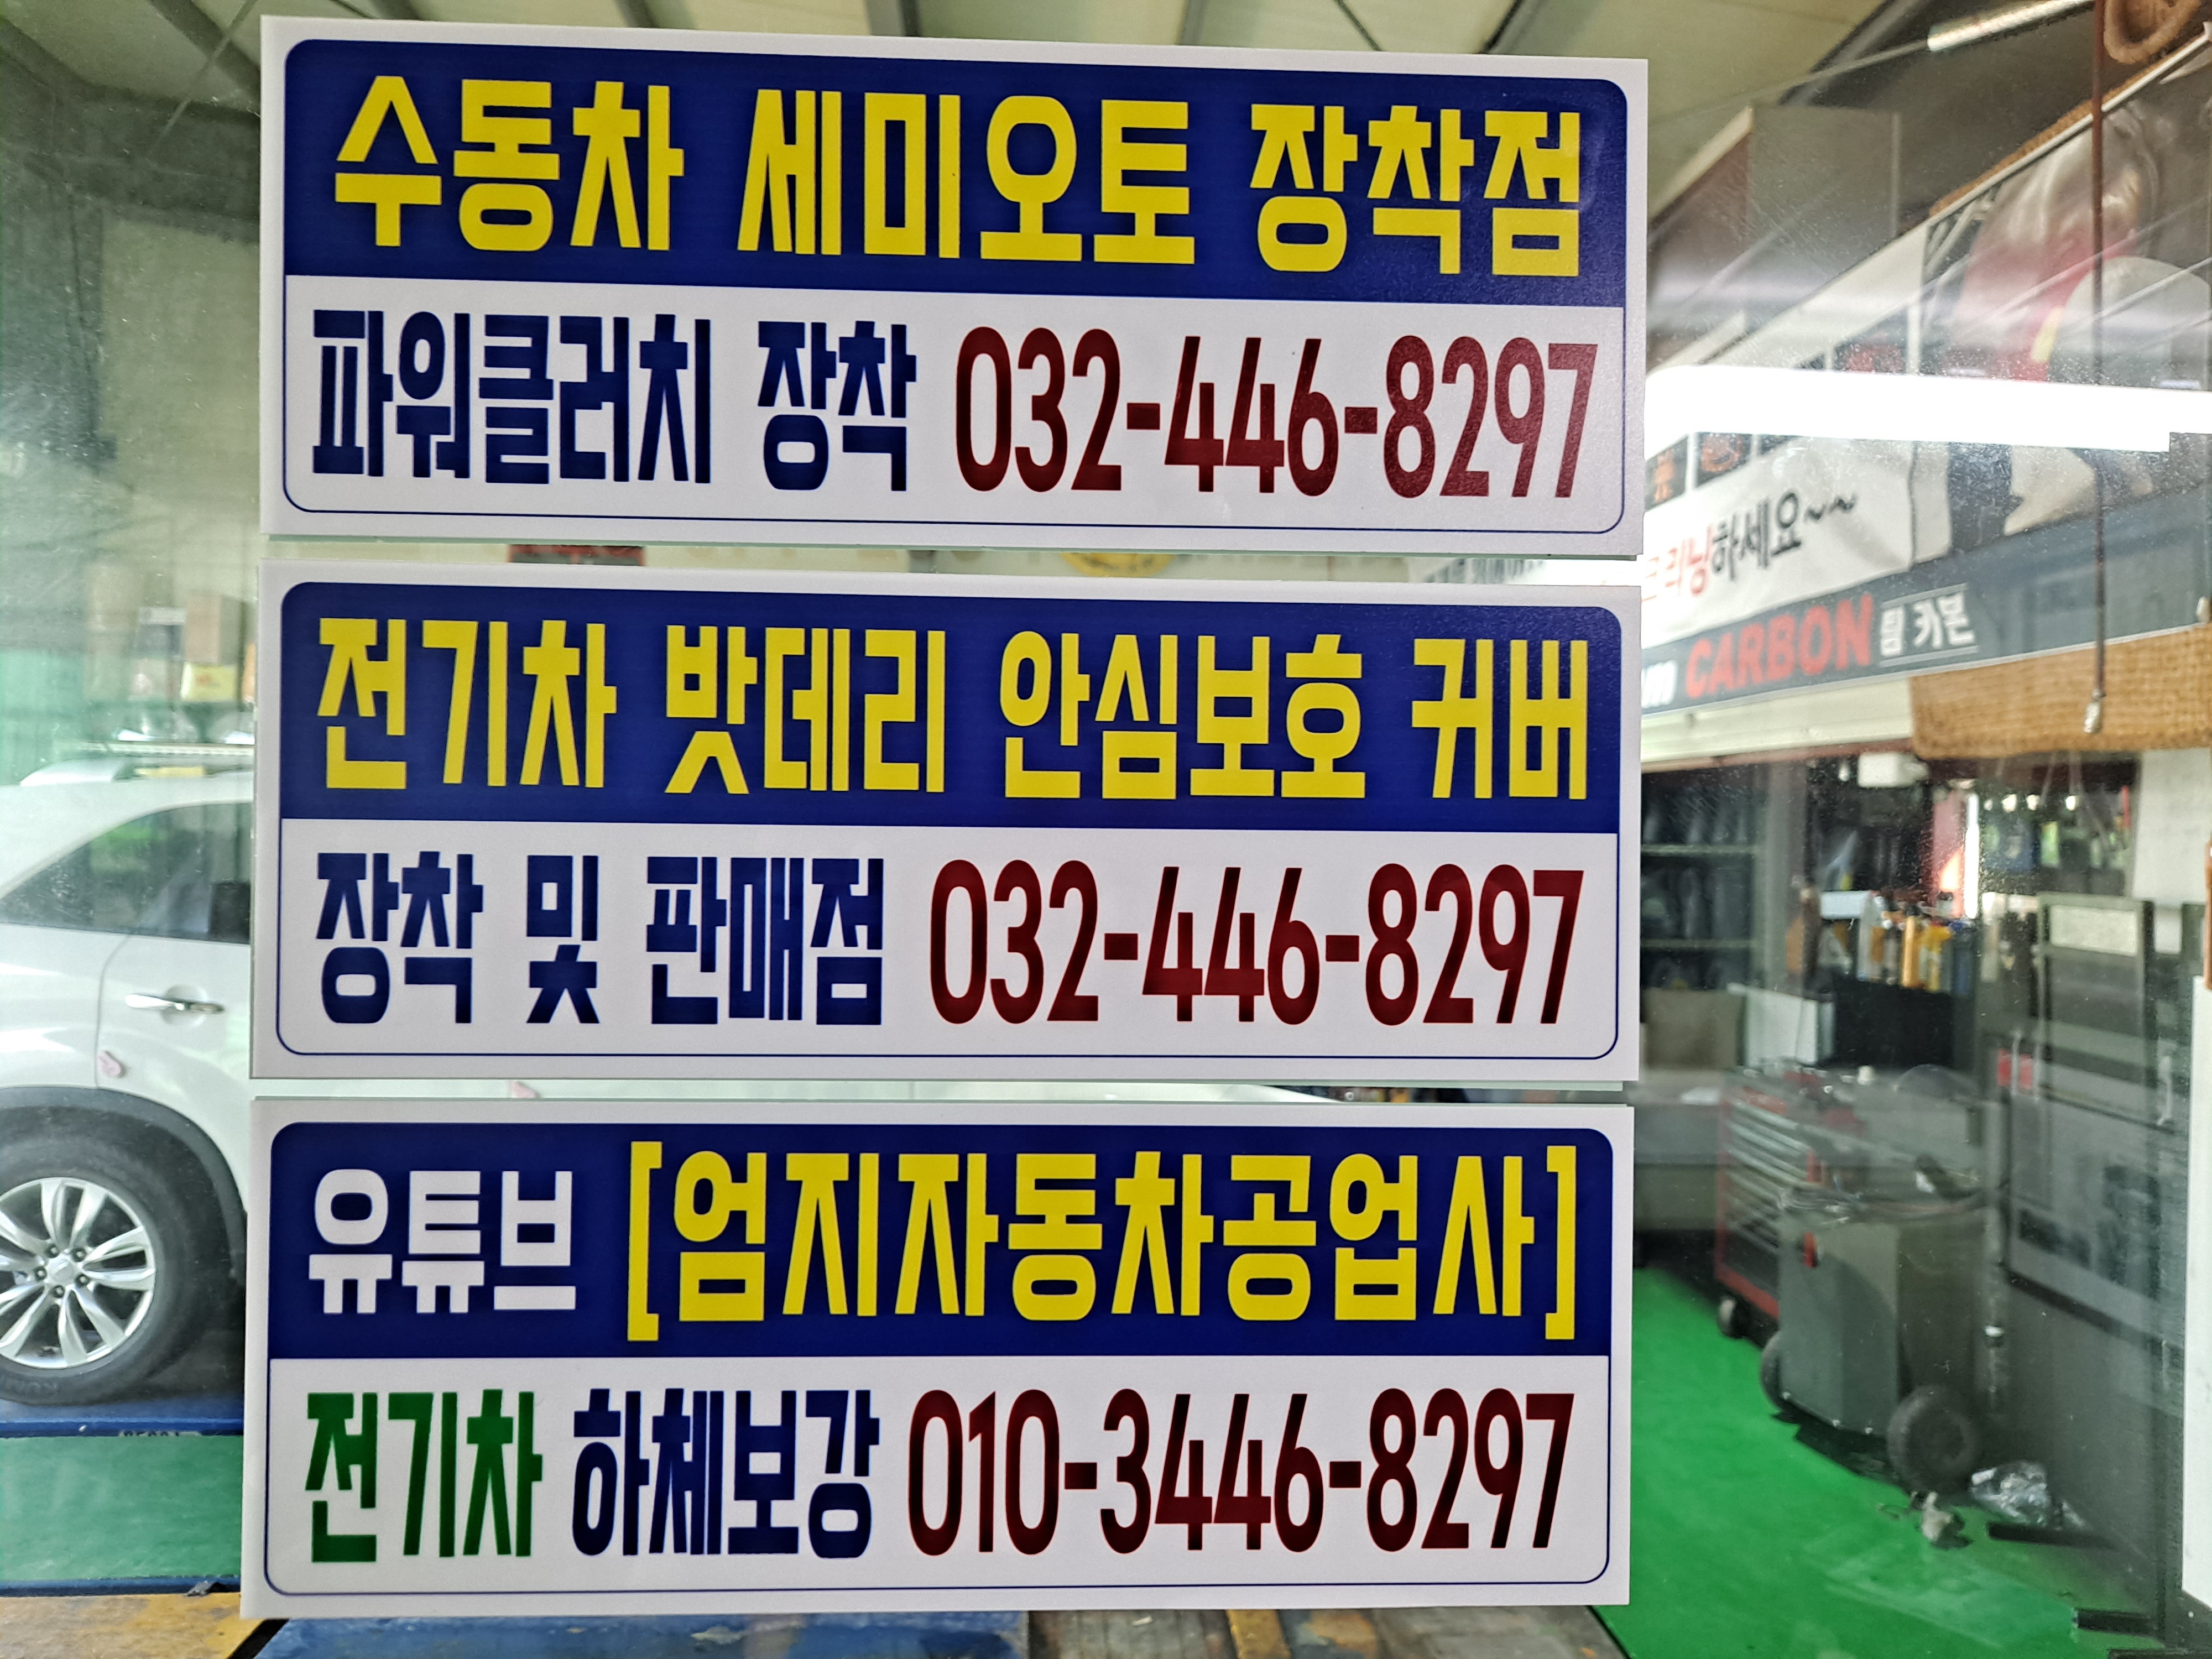 수동차 세미오토 장착점
파워클러치 장착 032-446-8297
전기차 밧데리 안심보호 커버
장착 및 판매점 032-446-8297
유튜브 [엄지자동차공업사]
전기차 하체보강 010-3446-8297
리닝하세요~~
CARBON 팀 카본